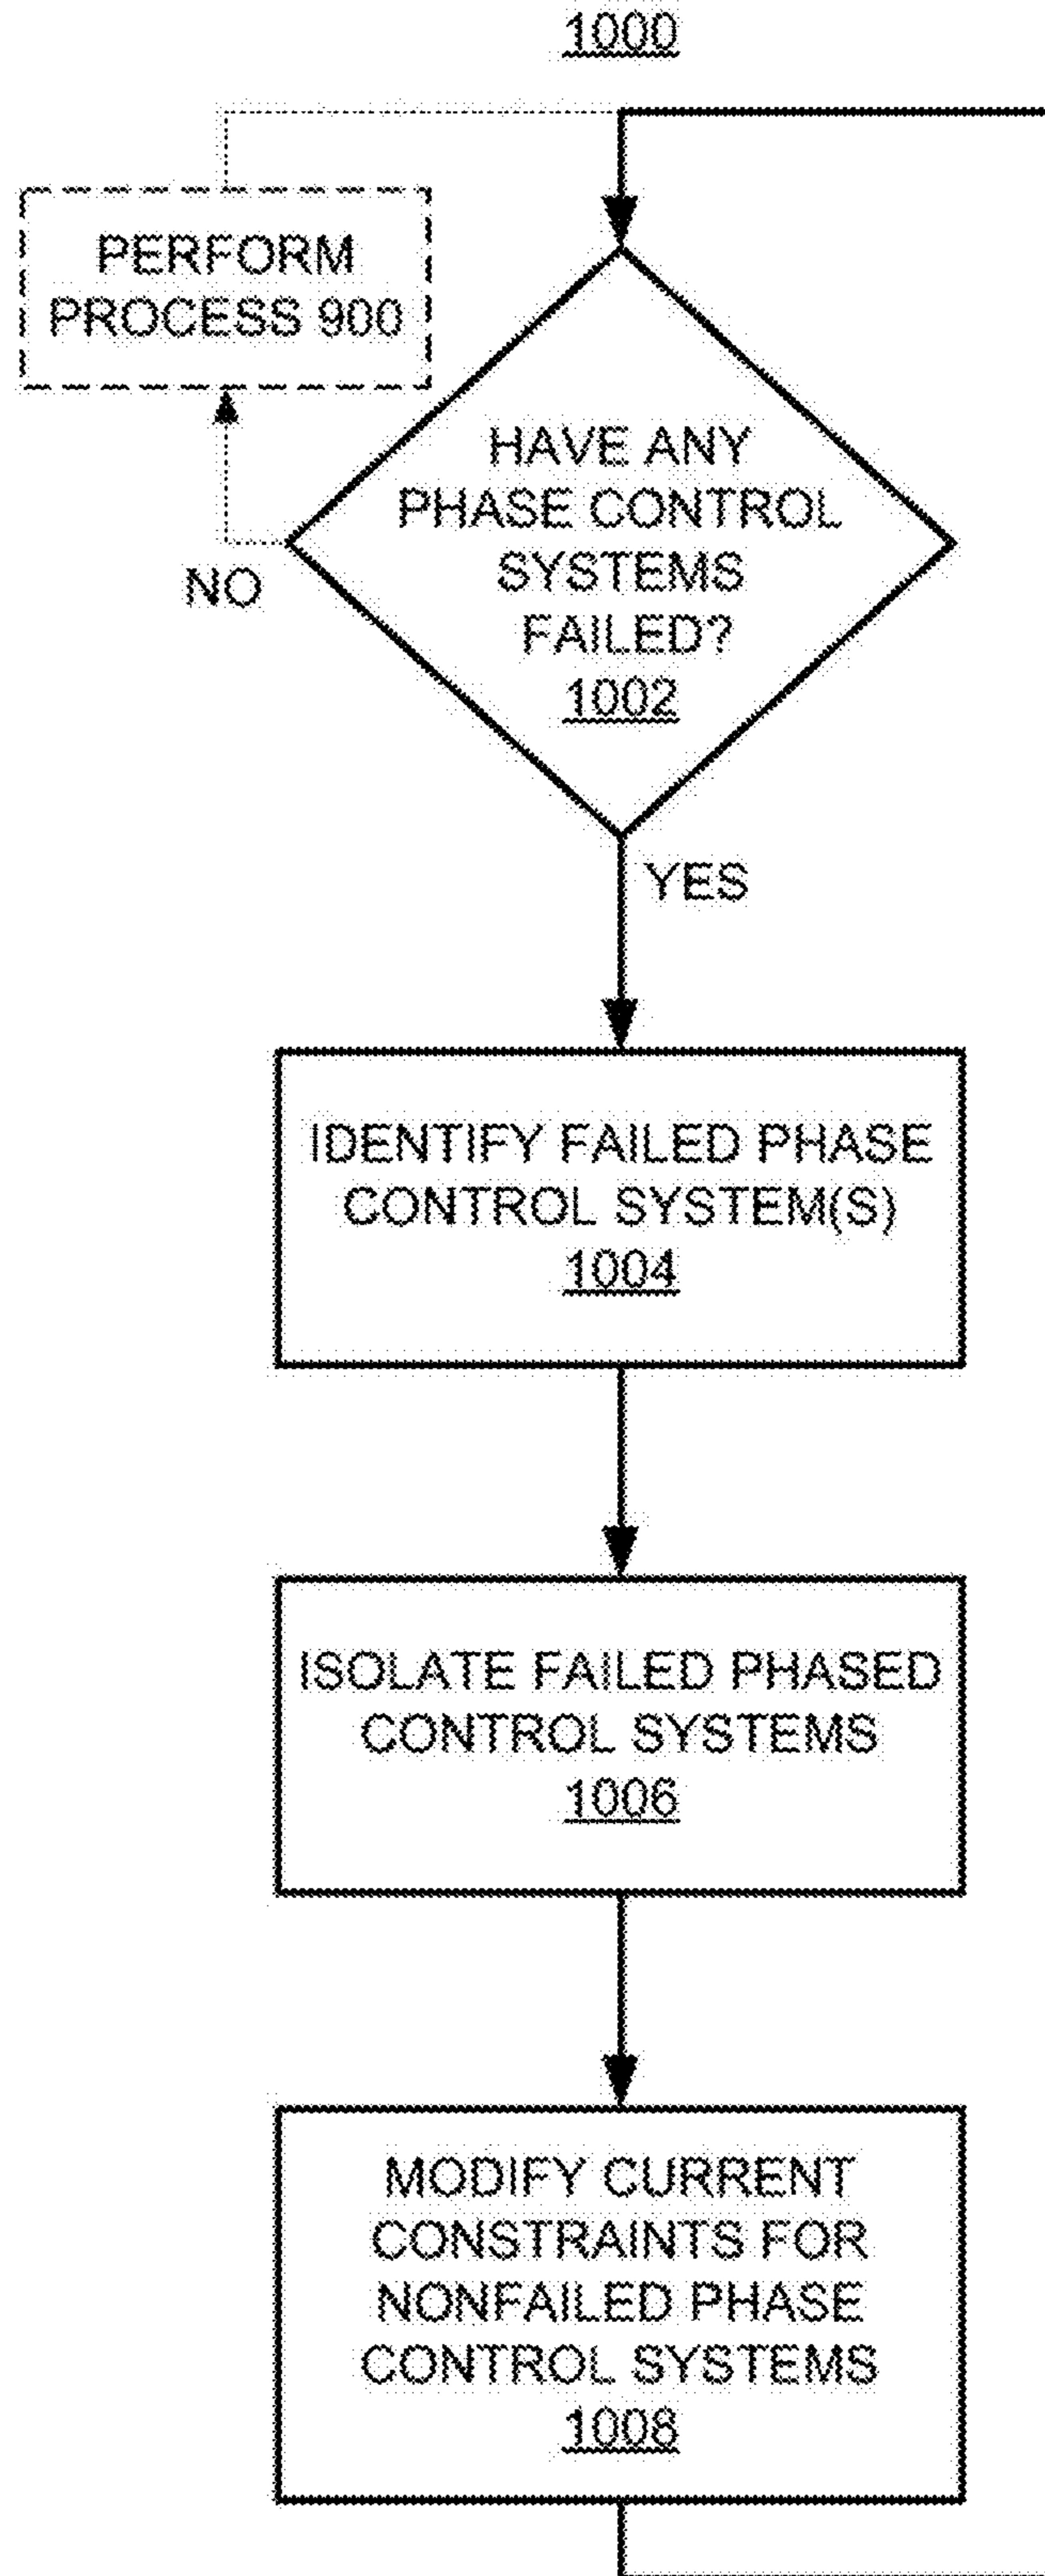 1000
PERFORM
PROCESS 900
HAVE ANY
PHASE CONTROL
SYSTEMS
FAILED?
1002
NO
YES
IDENTIFY FAILED PHASE
CONTROL SYSTEM(S)
1004
ISOLATE FAILED PHASED
CONTROL SYSTEMS
1006
MODIFY CURRENT
CONSTRAINTS FOR
NONFAILED PHASE
CONTROL SYSTEMS
1008